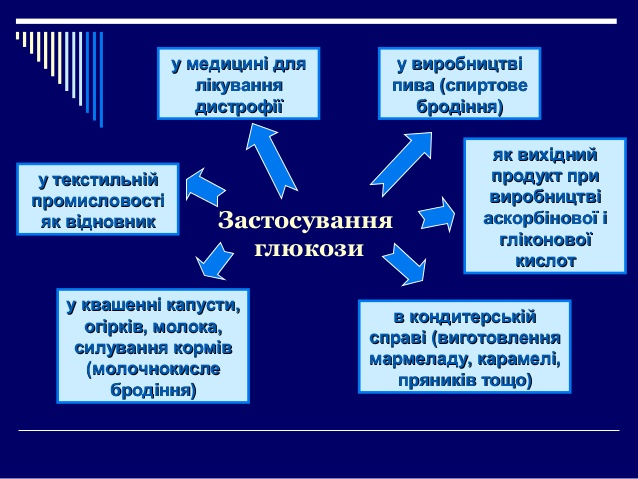 у медицині для
лікування
дистрофії
у виробництві
пива (спиртове
бродіння)
у текстильній
промисловості
як відновник
як вихідний
продукт при
виробництві
аскорбінової і
гліконової
кислот
Застосування
глюкози
у квашенні капусти,
огірків, молока,
силування кормів
(молочнокисле
бродіння)
в кондитерській
справі (виготовлення
мармеладу, карамелі,
пряників тощо)